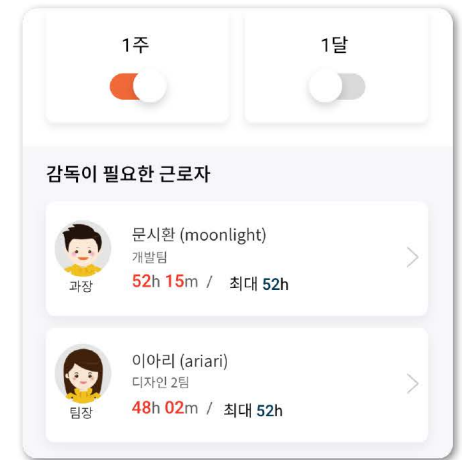 1주
1달
감독이 필요한 근로자
문시환 (moonlight)
개발팀
과장
52h 15m / 최대 52h
이아리 (ariari)
디자인 2팀
팀장
48h 02m / 최대 52h